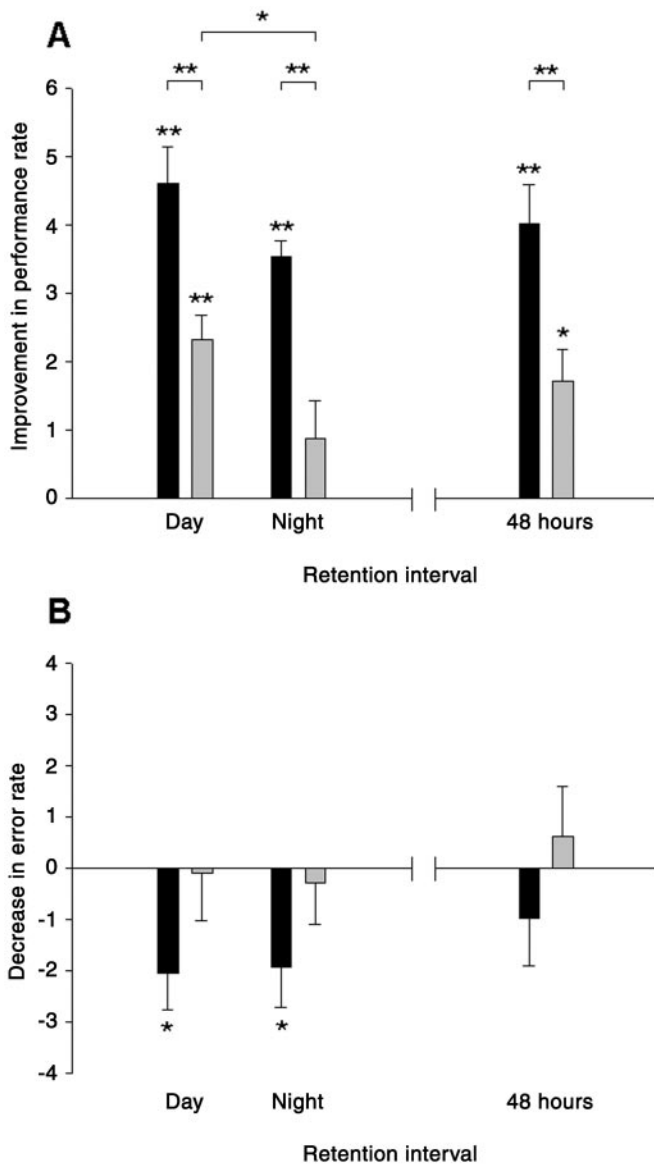 A
*
** ** **
6
5
4
3
2
1
0
** ** **
** *
Improvement in performance rate
Day Night 48 hours
Retention interval
B
4
3
2
1
0
-1
-2
-3
-4
* *
Decrease in error rate
Day Night 48 hours
Retention interval